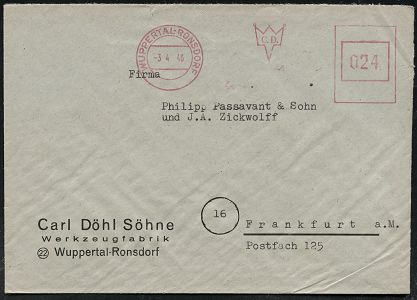 WUPPERTAL-RONSDORF
-3.4.46
C.D.
024
Firma
Philipp Passavant & Sohn
und J.A. Zickwolff
16
Frankfurt a.M.
Postfach 125
Carl Döhl Söhne
Werkzeugfabrik
22 Wuppertal-Ronsdorf